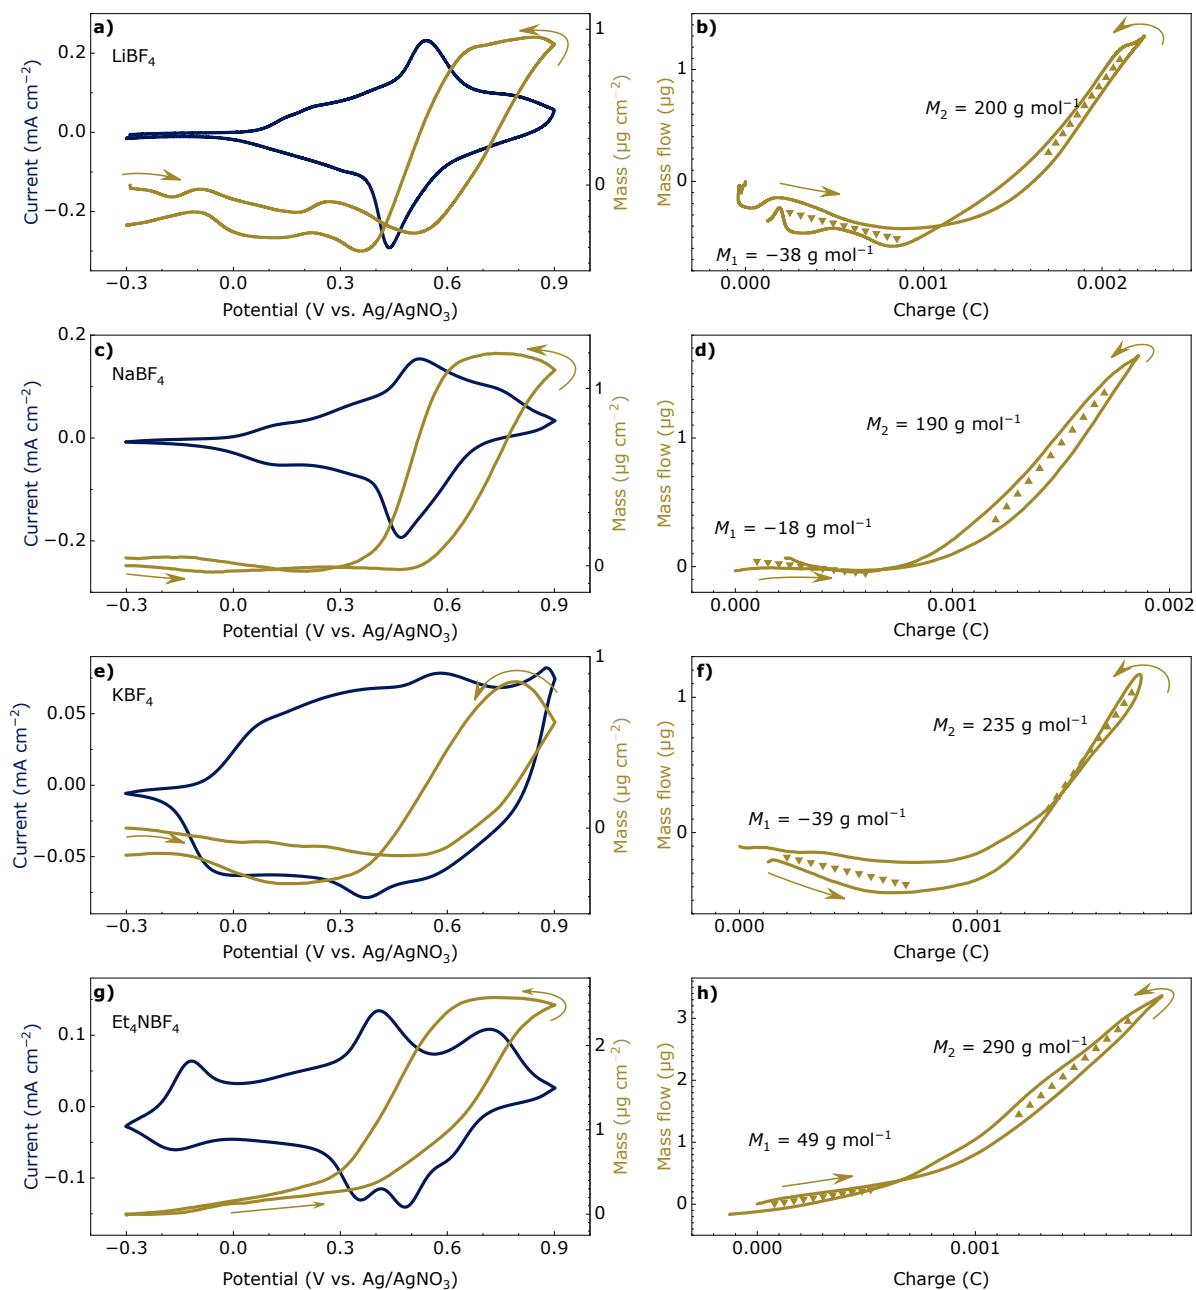 a)
LiBF₄
Current (mA cm⁻²)
0.2
0.0
−0.2
−0.3 0.0 0.3 0.6 0.9
Potential (V vs. Ag/AgNO₃)
1
0
Mass (µg cm⁻²)
b)
M₂ = 200 g mol⁻¹
M₁ = −38 g mol⁻¹
Mass flow (µg)
1
0
0.000 0.001 0.002
Charge (C)
c)
NaBF₄
Current (mA cm⁻²)
0.2
0.0
−0.2
−0.3 0.0 0.3 0.6 0.9
Potential (V vs. Ag/AgNO₃)
1
0
Mass (µg cm⁻²)
d)
M₂ = 190 g mol⁻¹
M₁ = −18 g mol⁻¹
Mass flow (µg)
1
0
0.000 0.001 0.002
Charge (C)
e)
KBF₄
Current (mA cm⁻²)
0.05
0.00
−0.05
−0.3 0.0 0.3 0.6 0.9
Potential (V vs. Ag/AgNO₃)
1
0
Mass (µg cm⁻²)
f)
M₂ = 235 g mol⁻¹
M₁ = −39 g mol⁻¹
Mass flow (µg)
1
0
0.000 0.001
Charge (C)
g)
Et₄NBF₄
Current (mA cm⁻²)
0.1
0.0
−0.1
−0.3 0.0 0.3 0.6 0.9
Potential (V vs. Ag/AgNO₃)
2
1
0
Mass (µg cm⁻²)
h)
M₂ = 290 g mol⁻¹
M₁ = 49 g mol⁻¹
Mass flow (µg)
3
2
1
0
0.000 0.001
Charge (C)